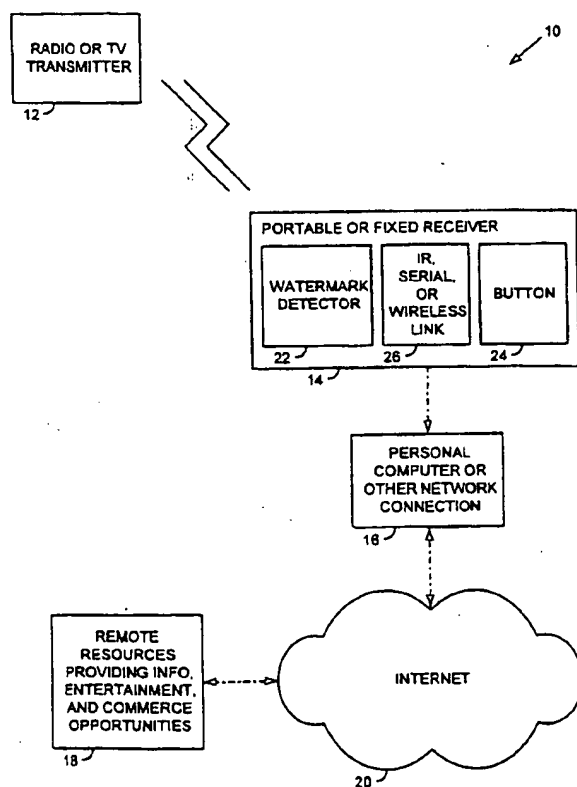 RADIO OR TV
TRANSMITTER
12
10
PORTABLE OR FIXED RECEIVER
WATERMARK
DETECTOR
22
IR,
SERIAL,
OR
WIRELESS
LINK
26
BUTTON
24
14
PERSONAL
COMPUTER OR
OTHER NETWORK
CONNECTION
16
REMOTE
RESOURCES
PROVIDING INFO,
ENTERTAINMENT,
AND COMMERCE
OPPORTUNITIES
18
INTERNET
20